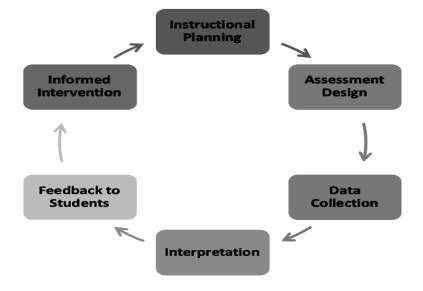 Instructional
Planning
Assessment
Design
Data
Collection
Interpretation
Feedback to
Students
Informed
Intervention